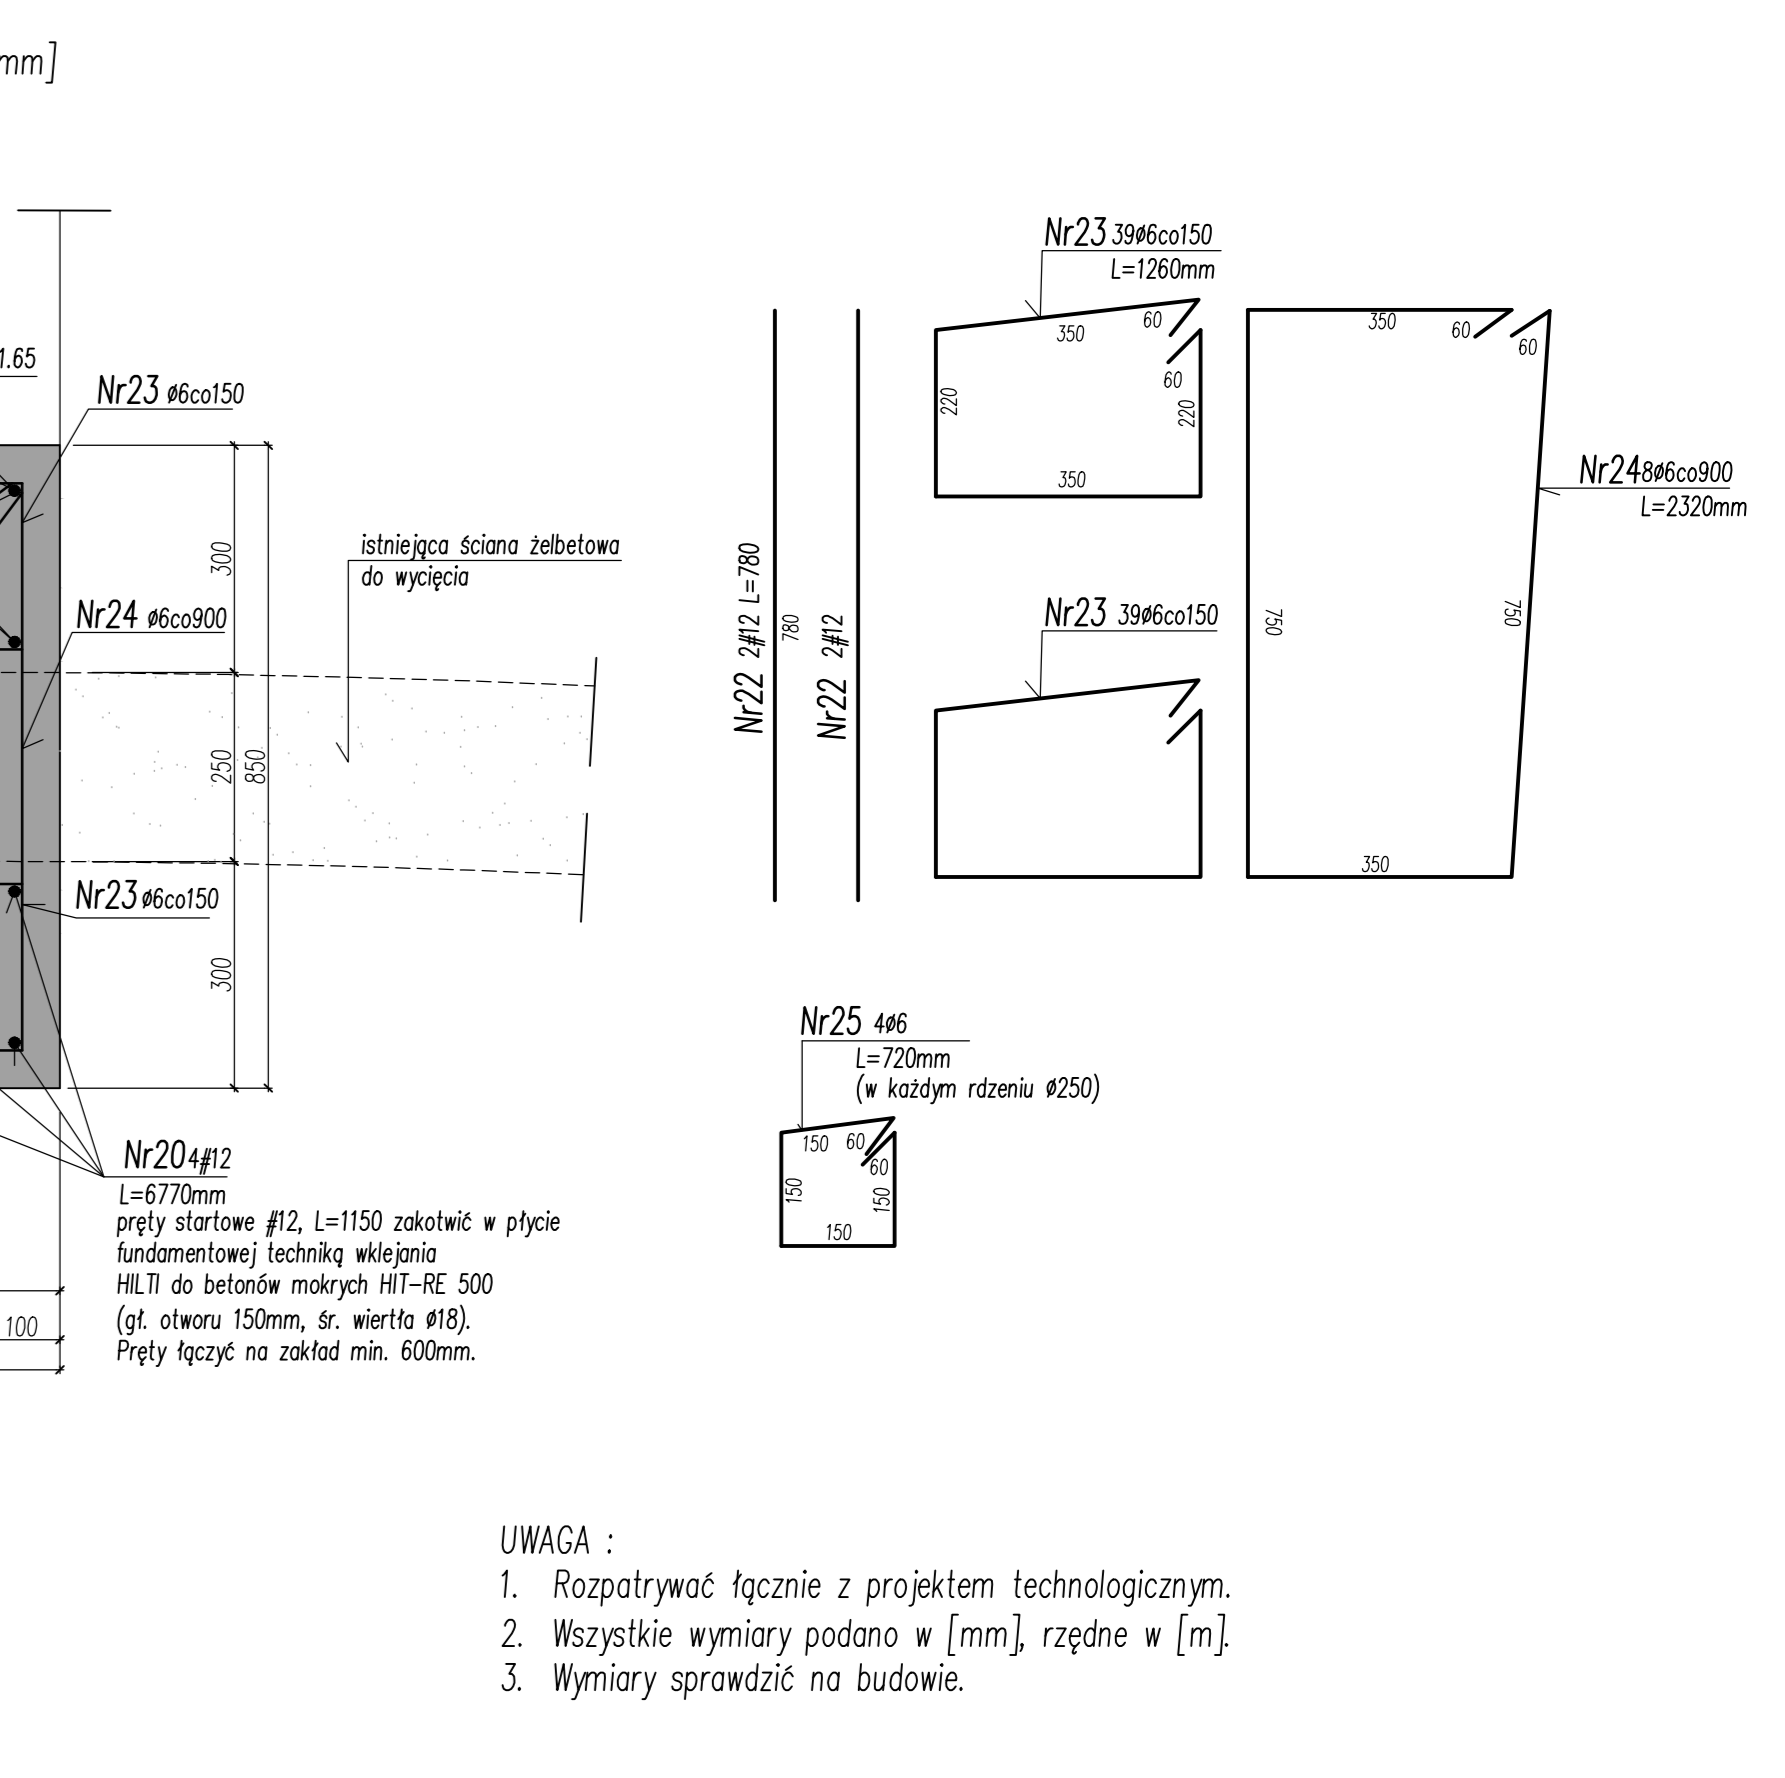 mm]
1.65
Nr23 ø6co150
Nr24 ø6co900
Nr23 ø6co150
300
250
850
300
istniejąca ściana żelbetowa
do wycięcia
Nr20 4#12
L=6770mm
pręty startowe #12, L=1150 zakotwić w płycie
fundamentowej techniką wklejania
HILTI do betonów mokrych HIT-RE 500
(gł. otworu 150mm, śr. wiertła ø18).
Pręty łączyć na zakład min. 600mm.
100
Nr22 2#12 L=780
780
Nr22 2#12
Nr23 39ø6co150
L=1260mm
350
60
60
220
220
350
Nr23 39ø6co150
350
60
60
750
750
350
Nr24 8ø6co900
L=2320mm
Nr25 4ø6
L=720mm
(w każdym rdzeniu ø250)
150
60
60
150
150
150
UWAGA :
1. Rozpatrywać łącznie z projektem technologicznym.
2. Wszystkie wymiary podano w [mm], rzędne w [m].
3. Wymiary sprawdzić na budowie.